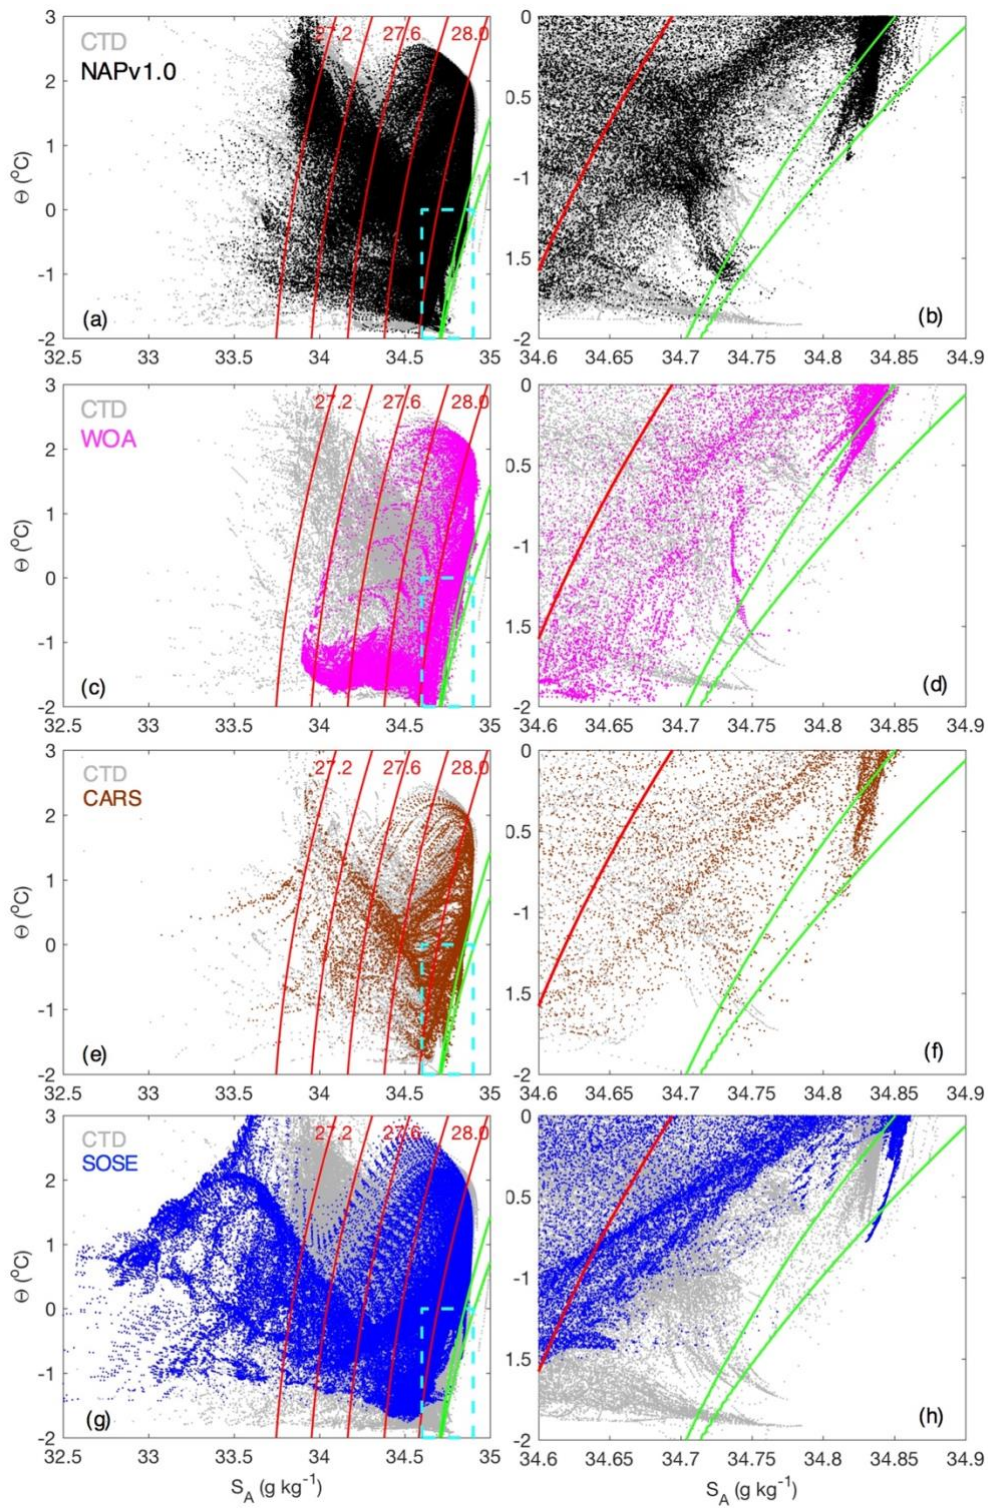 3
2
1
0
-1
-2
Θ (°C)
CTD
NAPv1.0
27.2
27.6
28.0
(a)
32.5 33 33.5 34 34.5 35
0
0.5
-1
1.5
-2
(b)
34.6 34.65 34.7 34.75 34.8 34.85 34.9
3
2
1
0
-1
-2
Θ (°C)
CTD
WOA
27.2
27.6
28.0
(c)
32.5 33 33.5 34 34.5 35
0
0.5
-1
1.5
-2
(d)
34.6 34.65 34.7 34.75 34.8 34.85 34.9
3
2
1
0
-1
-2
Θ (°C)
CTD
CARS
27.2
27.6
28.0
(e)
32.5 33 33.5 34 34.5 35
0
0.5
-1
1.5
-2
(f)
34.6 34.65 34.7 34.75 34.8 34.85 34.9
3
2
1
0
-1
-2
Θ (°C)
CTD
SOSE
27.2
27.6
28.0
(g)
32.5 33 33.5 34 34.5 35
S_A (g kg⁻¹)
0
0.5
-1
1.5
-2
(h)
34.6 34.65 34.7 34.75 34.8 34.85 34.9
S_A (g kg⁻¹)